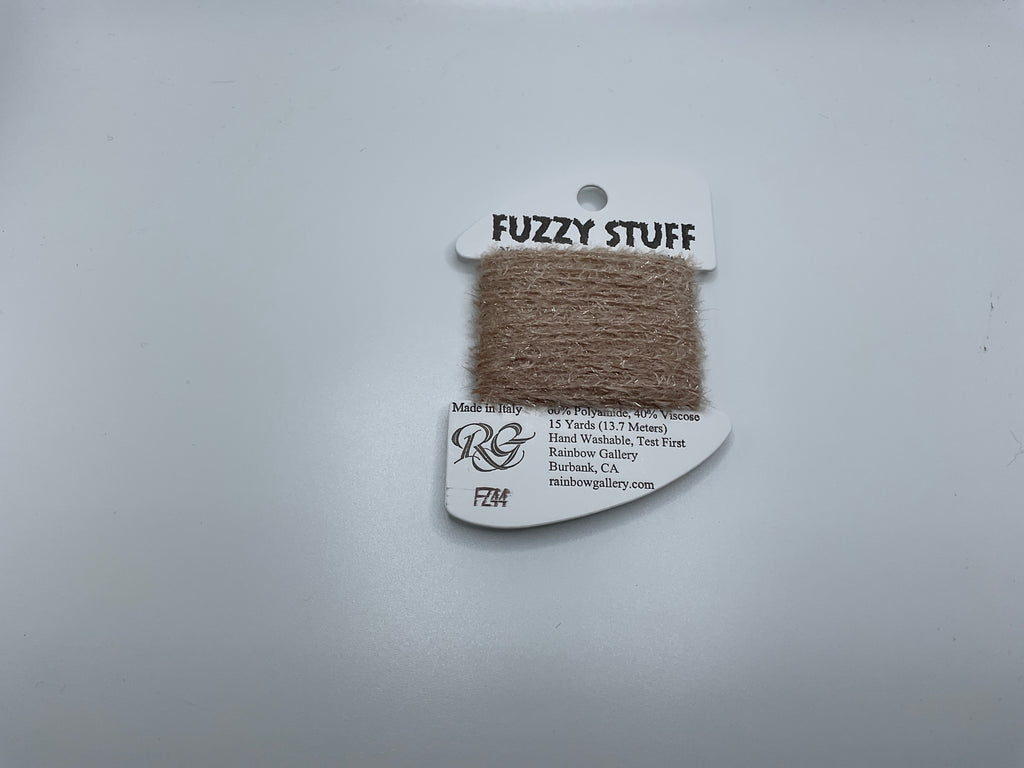 FUZZY STUFF
Made in Italy
60% Polyamide, 40% Viscose
15 Yards (13.7 Meters)
Hand Washable, Test First
Rainbow Gallery
Burbank, CA
rainbowgallery.com
RG
FZ44